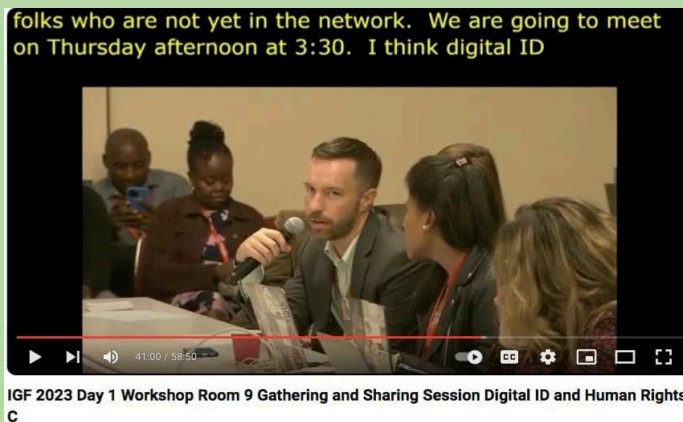 folks who are not yet in the network.  We are going to meet
on Thursday afternoon at 3:30.  I think digital ID
41:00 / 58:50
CC
IGF 2023 Day 1 Workshop Room 9 Gathering and Sharing Session Digital ID and Human Rights
C